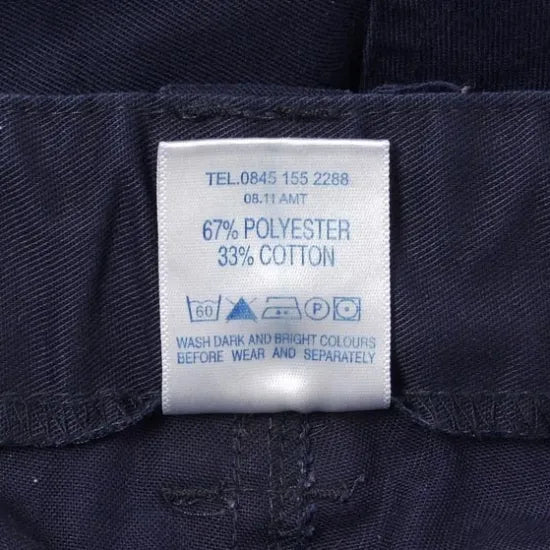 TEL.0845 155 2288
08.11 AMT
67% POLYESTER
33% COTTON
60 P
WASH DARK AND BRIGHT COLOURS
BEFORE WEAR AND SEPARATELY